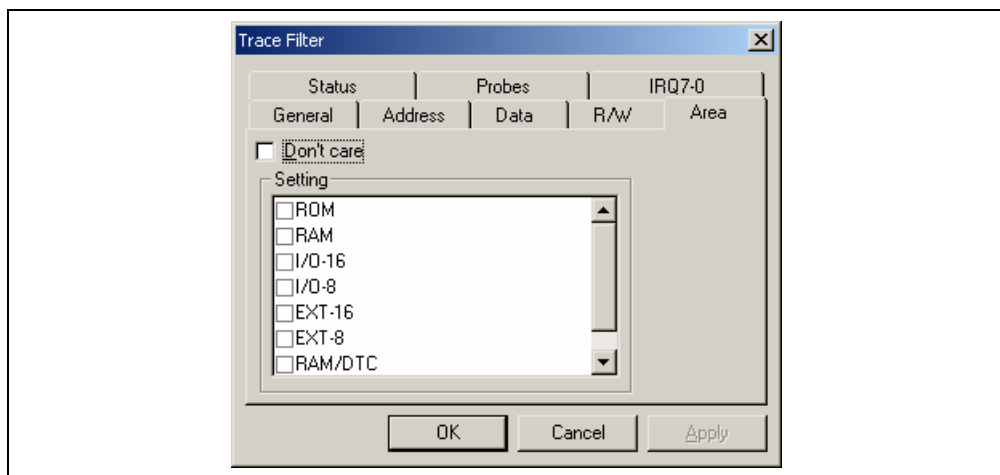 Trace Filter
Status Probes IRQ7-0
General Address Data R/W Area
Don't care
Setting
ROM
RAM
I/O-16
I/O-8
EXT-16
EXT-8
RAM/DTC
OK Cancel Apply